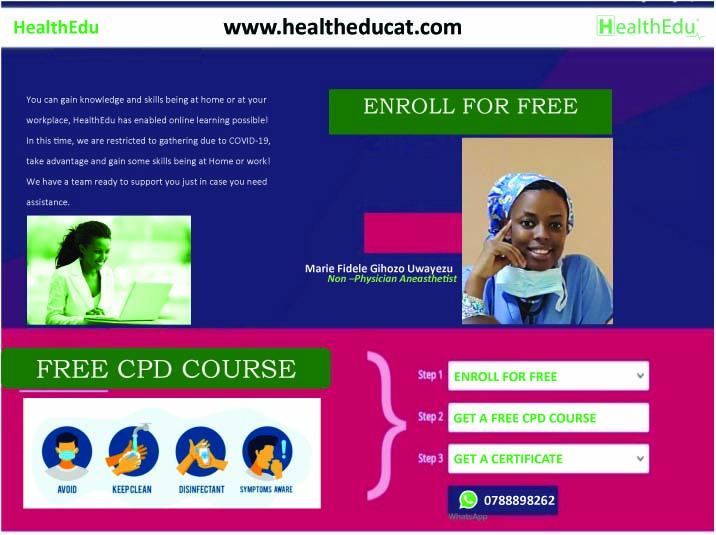 HealthEdu
www.healtheducat.com
HealthEdu
You can gain knowledge and skills being at home or at your
workplace, HealthEdu has enabled online learning possible!
In this time, we are restricted to gathering due to COVID-19,
take advantage and gain some skills being at Home or work!
We have a team ready to support you just in case you need
assistance.
ENROLL FOR FREE
Marie Fidele Gihozo Uwayezu
Non –Physician Aneasthetist
FREE CPD COURSE
AVOID
KEEP CLEAN
DISINFECTANT
SYMPTOMS AWARE
Step 1
ENROLL FOR FREE
Step 2
GET A FREE CPD COURSE
Step 3
GET A CERTIFICATE
0788898262
WhatsApp